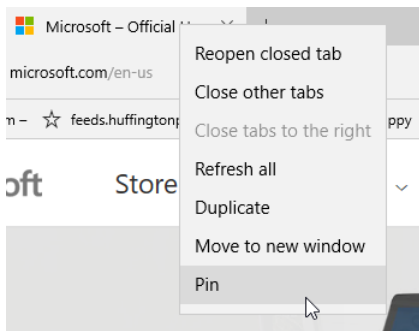 Microsoft – Official
Reopen closed tab
microsoft.com/en-us
Close other tabs
m – feeds.huffingtonp
Close tabs to the right
ppy
Refresh all
oft Store
Duplicate
Move to new window
Pin